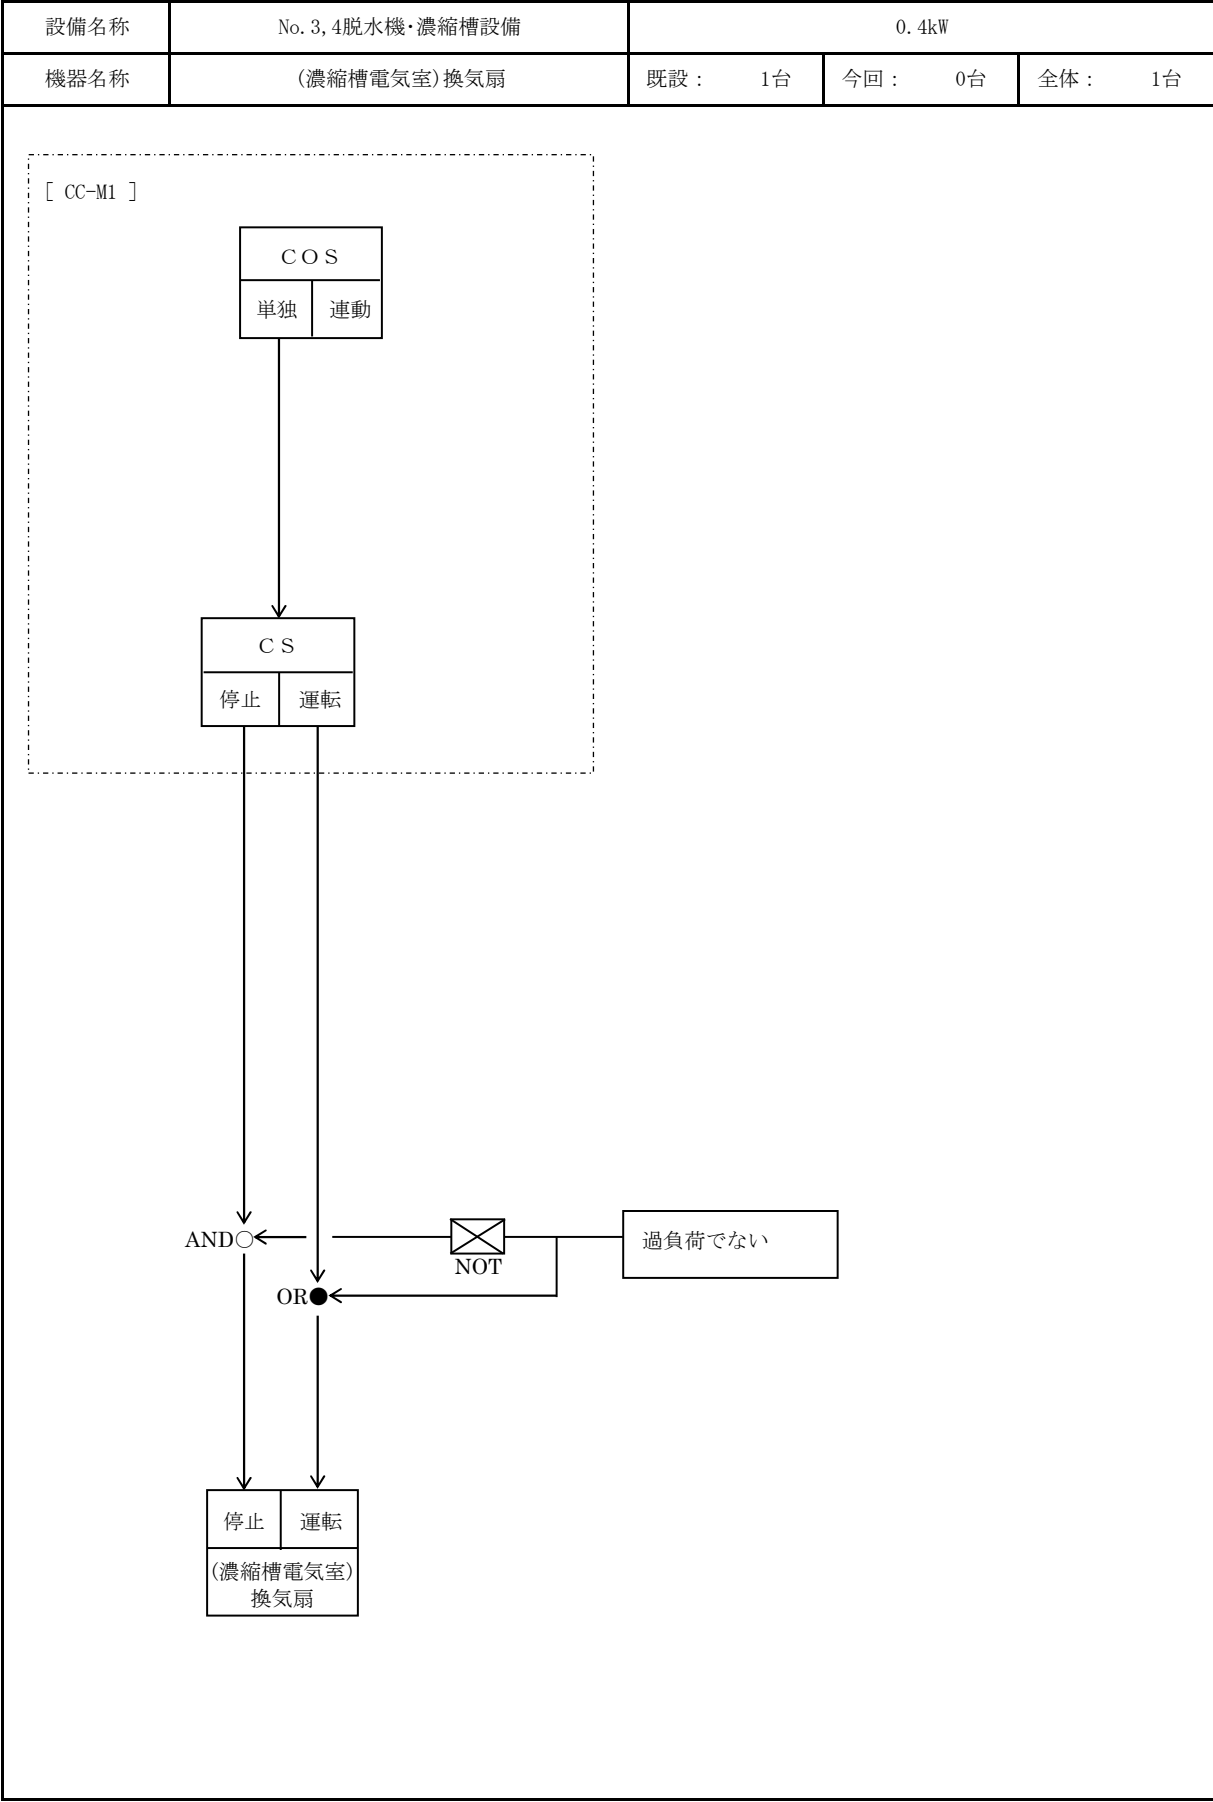 設備名称 No.3,4脱水機･濃縮槽設備 0.4kW
機器名称 (濃縮槽電気室)換気扇 既設： 1台 今回： 0台 全体： 1台
[ CC-M1 ]
ＣＯＳ
単独 連動
ＣＳ
停止 運転
AND 過負荷でない
NOT
OR
停止 運転
(濃縮槽電気室)
換気扇